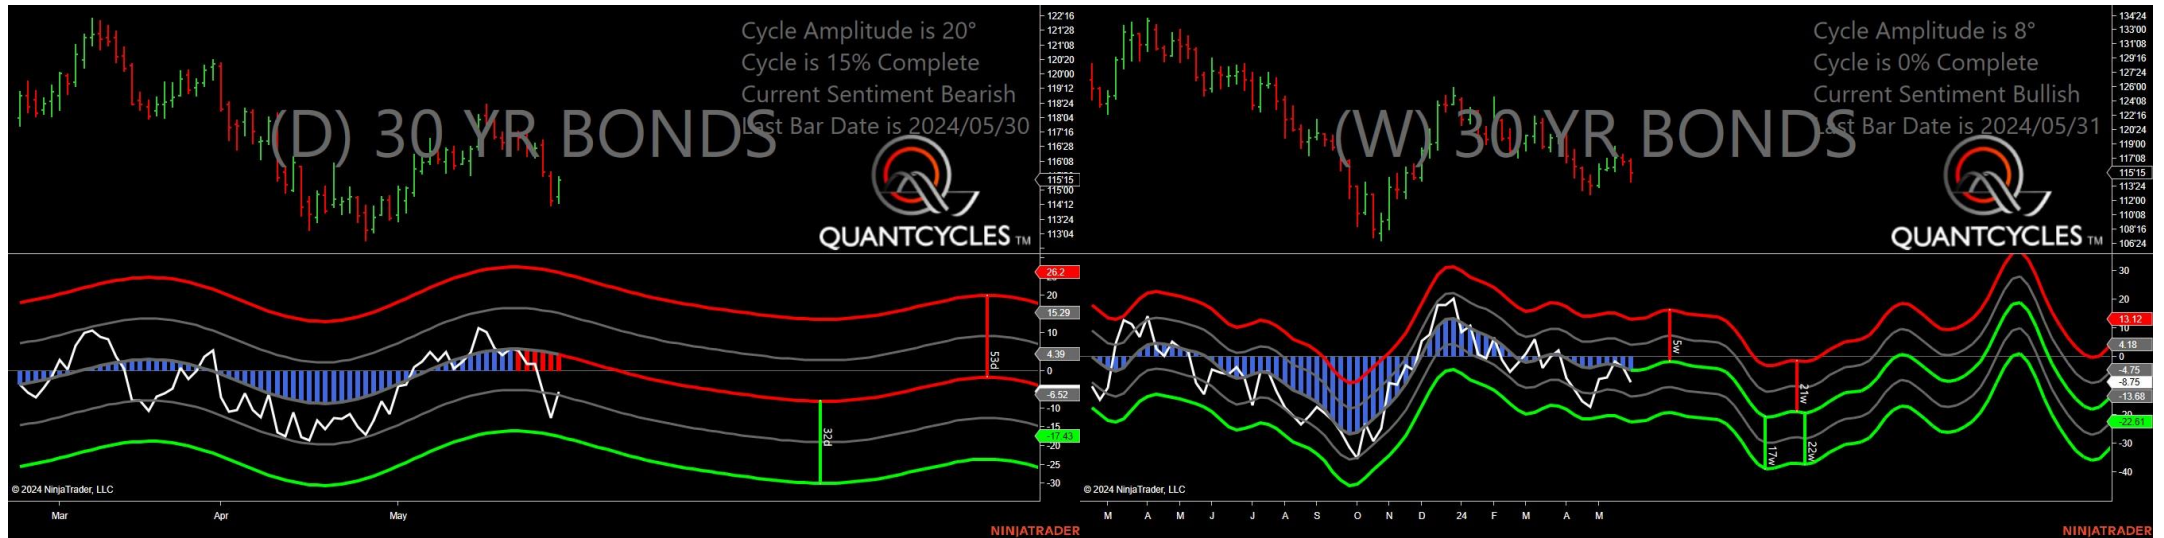 Cycle Amplitude is 20°
Cycle is 15% Complete
Current Sentiment Bearish
Last Bar Date is 2024/05/30
(D) 30 YR BONDS
QUANTCYCLES TM
122'16
121'28
121'08
120'20
120'00
119'12
118'24
118'04
117'16
116'28
116'08
115'15
115'00
114'12
113'24
113'04
26.2
20
15.29
10
4.39
0
-6.52
-10
-15
-17.43
-20
-25
-30
53d
32d
© 2024 NinjaTrader, LLC
Mar
Apr
May
NINJATRADER
Cycle Amplitude is 8°
Cycle is 0% Complete
Current Sentiment Bullish
Last Bar Date is 2024/05/31
(W) 30 YR BONDS
QUANTCYCLES TM
134'24
133'00
131'08
129'16
127'24
126'00
124'08
122'16
120'24
119'00
117'08
115'15
113'24
112'00
110'08
108'16
106'24
30
20
13.12
10
4.18
0
-4.75
-8.75
-13.68
-20
-22.61
-30
-40
5w
21w
17w
22w
© 2024 NinjaTrader, LLC
M A M J J A S O N D 24 F M A M
NINJATRADER